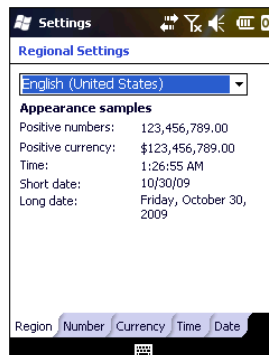 Settings
Regional Settings
English (United States)
Appearance samples
Positive numbers: 123,456,789.00
Positive currency: $123,456,789.00
Time: 1:26:55 AM
Short date: 10/30/09
Long date: Friday, October 30,
2009
Region Number Currency Time Date